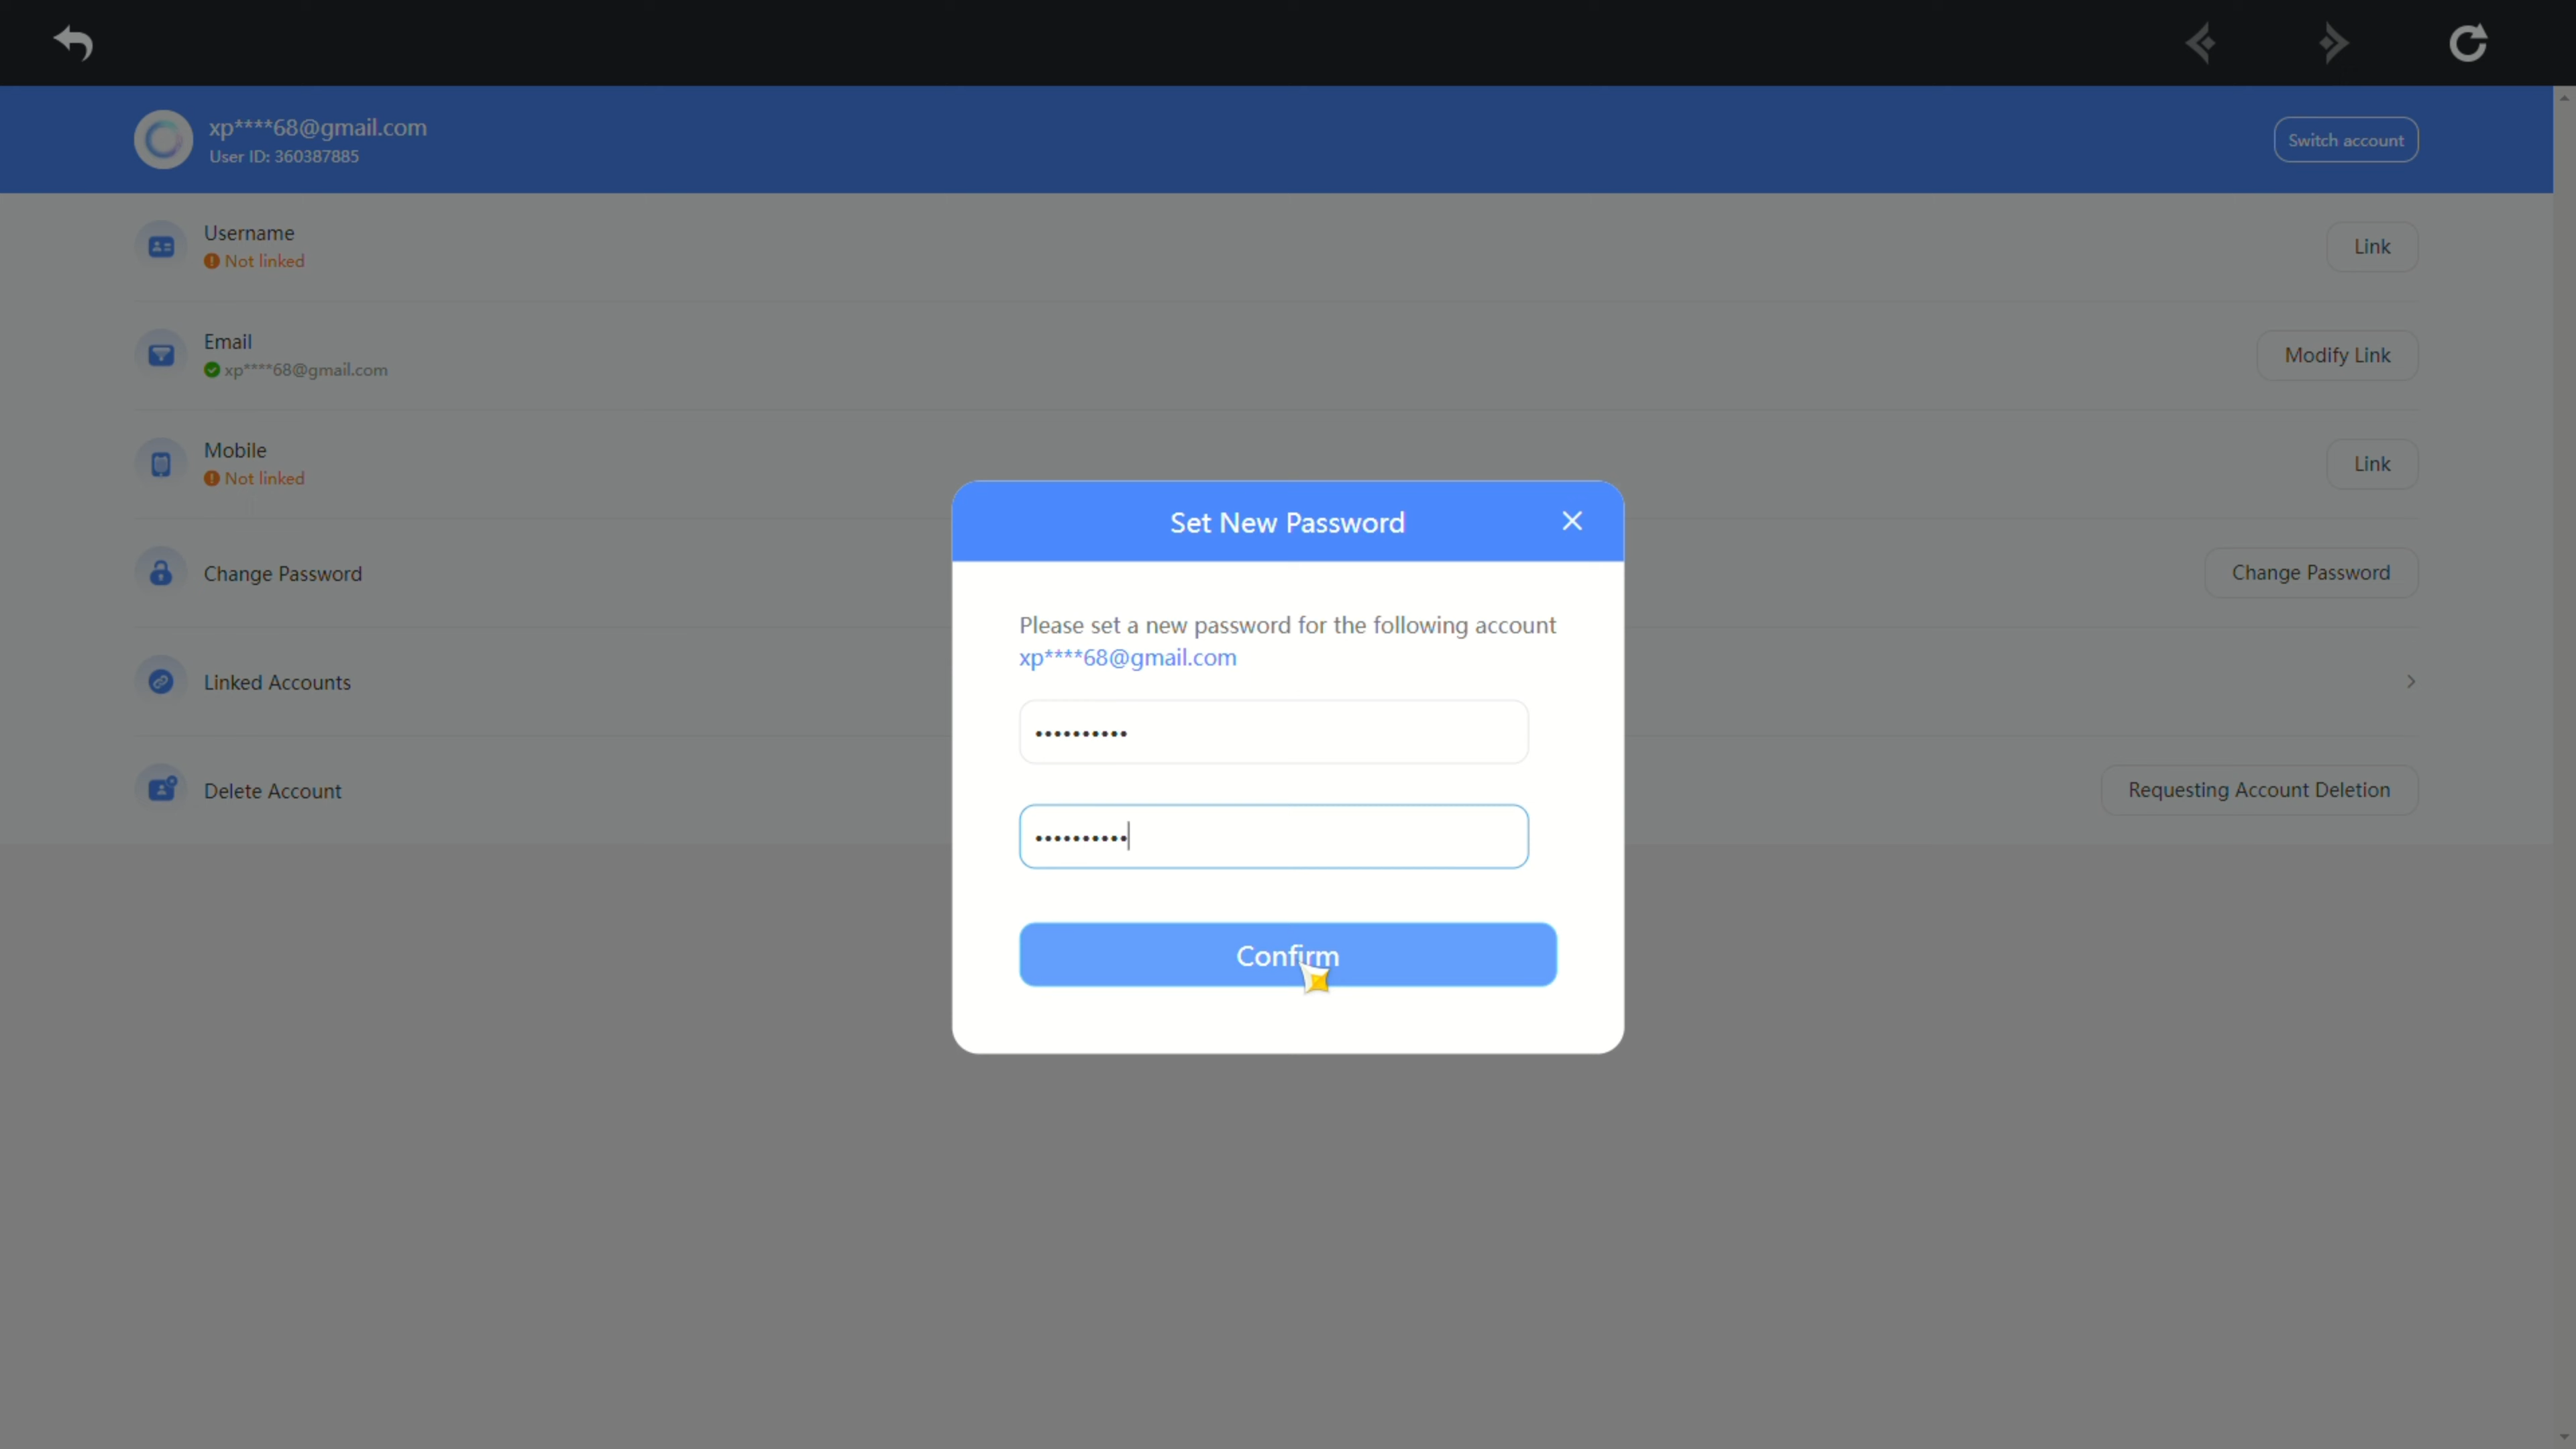 xp****68@gmail.com
User ID: 360387885
Switch account
Username
Not linked
Link
Email
xp****68@gmail.com
Modify Link
Mobile
Not linked
Link
Change Password
Change Password
Linked Accounts
Delete Account
Requesting Account Deletion
Set New Password
Please set a new password for the following account
xp****68@gmail.com
••••••••••
••••••••••
Confirm